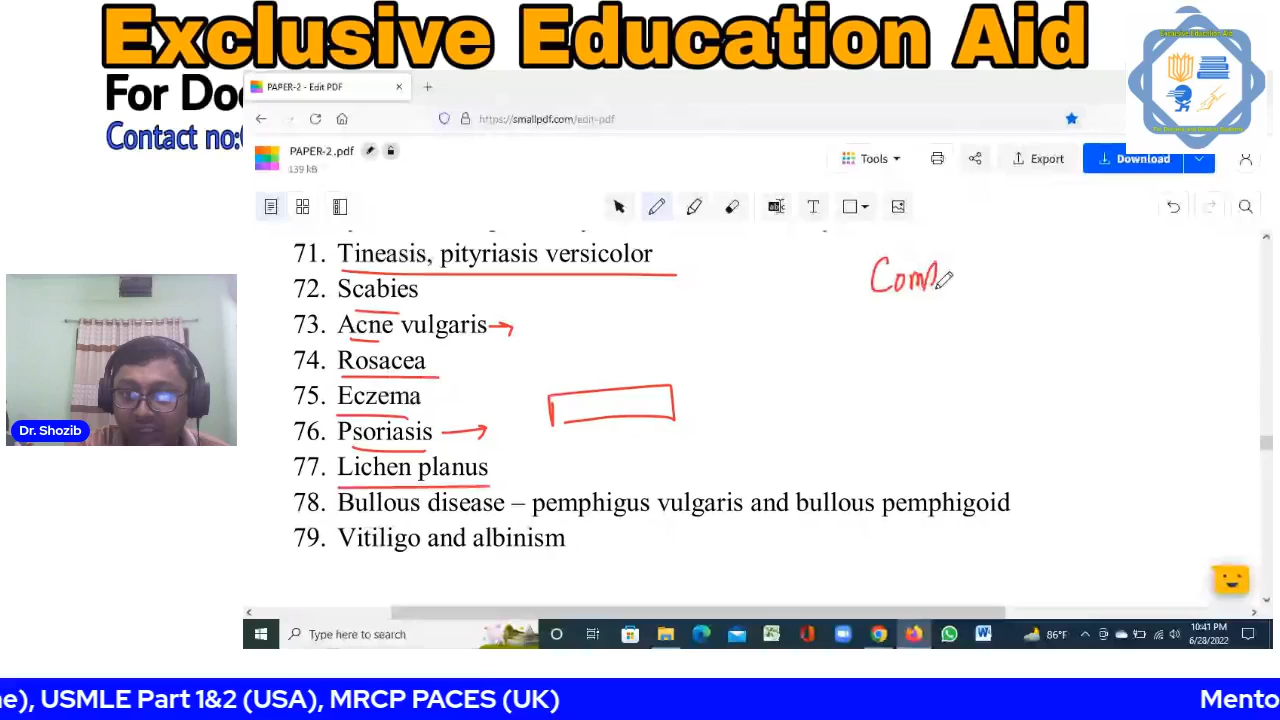 Exclusive Education Aid
For Doc
Contact no:
PAPER-2 - Edit PDF
https://smallpdf.com/edit-pdf
PAPER-2.pdf
139 kB
Tools
Export
Download
71. Tineasis, pityriasis versicolor
72. Scabies
73. Acne vulgaris
74. Rosacea
75. Eczema
76. Psoriasis
77. Lichen planus
78. Bullous disease – pemphigus vulgaris and bullous pemphigoid
79. Vitiligo and albinism
Com
Dr. Shozib
Type here to search
86°F
10:41 PM
6/28/2022
ne), USMLE Part 1&2 (USA), MRCP PACES (UK)
Mento
Exclusive Education Aid